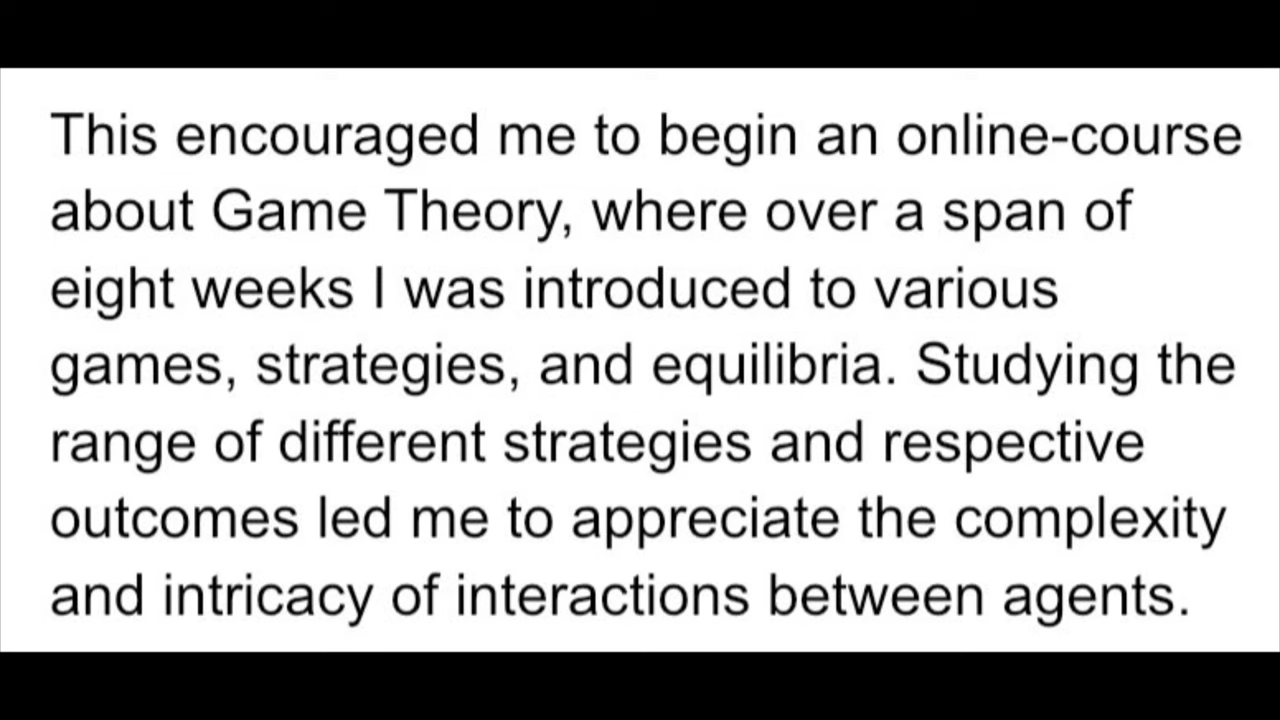 This encouraged me to begin an online-course
about Game Theory, where over a span of
eight weeks I was introduced to various
games, strategies, and equilibria. Studying the
range of different strategies and respective
outcomes led me to appreciate the complexity
and intricacy of interactions between agents.